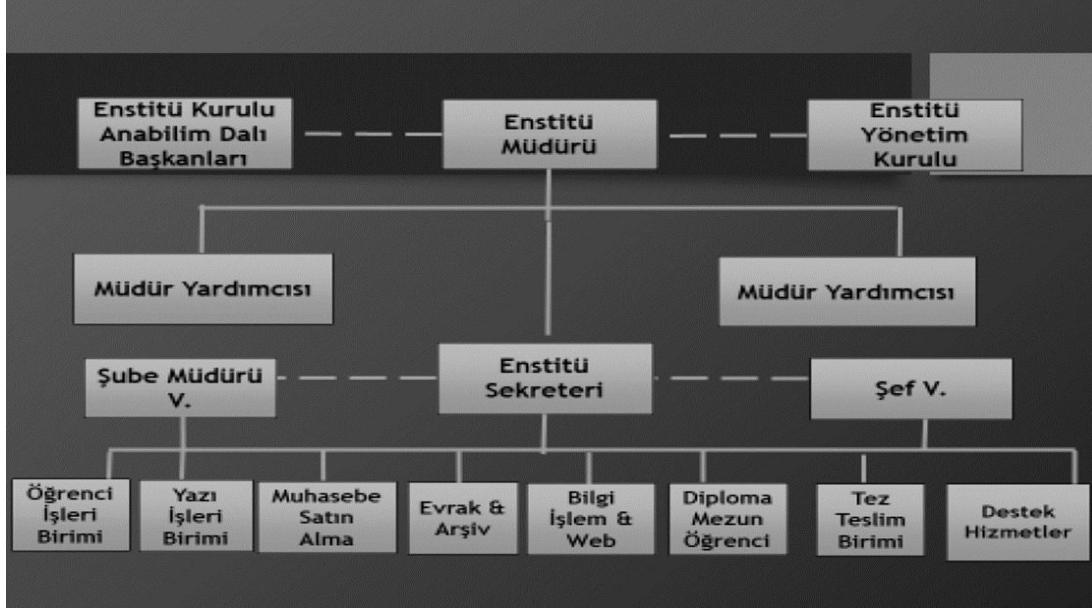 Enstitü Kurulu
Anabilim Dalı
Başkanları
Enstitü
Müdürü
Enstitü
Yönetim
Kurulu
Müdür Yardımcısı
Müdür Yardımcısı
Şube Müdürü
V.
Enstitü
Sekreteri
Şef V.
Öğrenci
İşleri
Birimi
Yazı
İşleri
Birimi
Muhasebe
Satın
Alma
Evrak &
Arşiv
Bilgi
İşlem &
Web
Diploma
Mezun
Öğrenci
Tez
Teslim
Birimi
Destek
Hizmetler